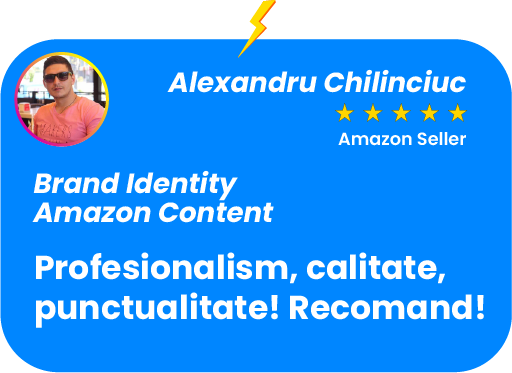 Alexandru Chilinciuc
Amazon Seller
Brand Identity
Amazon Content
Profesionalism, calitate,
punctualitate! Recomand!